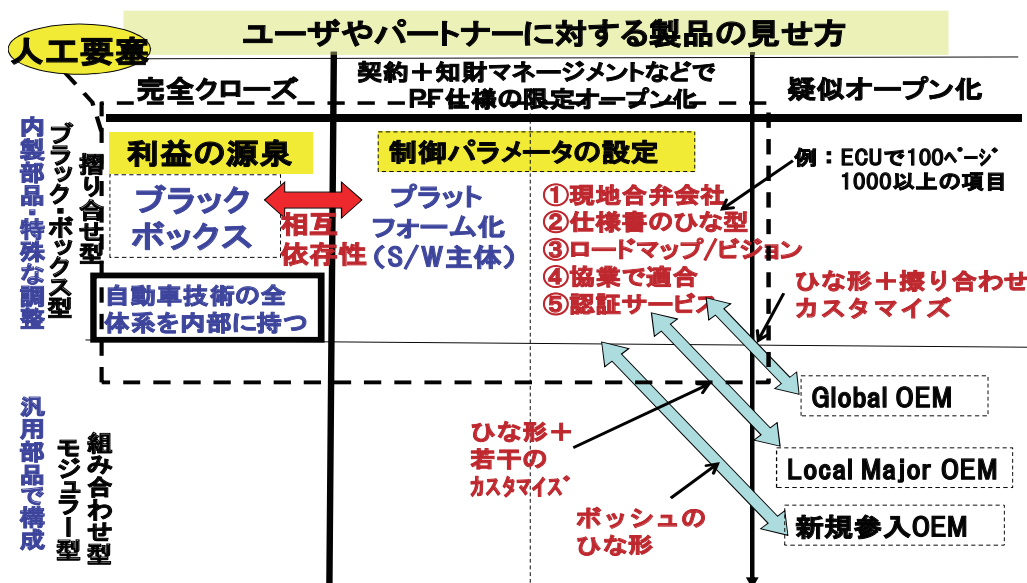 人工要塞
ユーザやパートナーに対する製品の見せ方
完全クローズ
契約+知財マネージメントなどで
PF仕様の限定オープン化
疑似オープン化
内製部品・特殊な調整
ブラック・ボックス型
摺り合せ型
利益の源泉
ブラック
ボックス
相互
依存性
自動車技術の全
体系を内部に持つ
制御パラメータの設定
プラット
フォーム化
(S/W主体)
①現地合弁会社
②仕様書のひな型
③ロードマップ/ビジョン
④協業で適合
⑤認証サービス
例:ECUで100ページ
1000以上の項目
ひな形+擦り合わせ
カスタマイズ
汎用部品で構成
モジュラー型
組み合わせ型
ひな形+
若干の
カスタマイズ
ボッシュの
ひな形
Global OEM
Local Major OEM
新規参入OEM